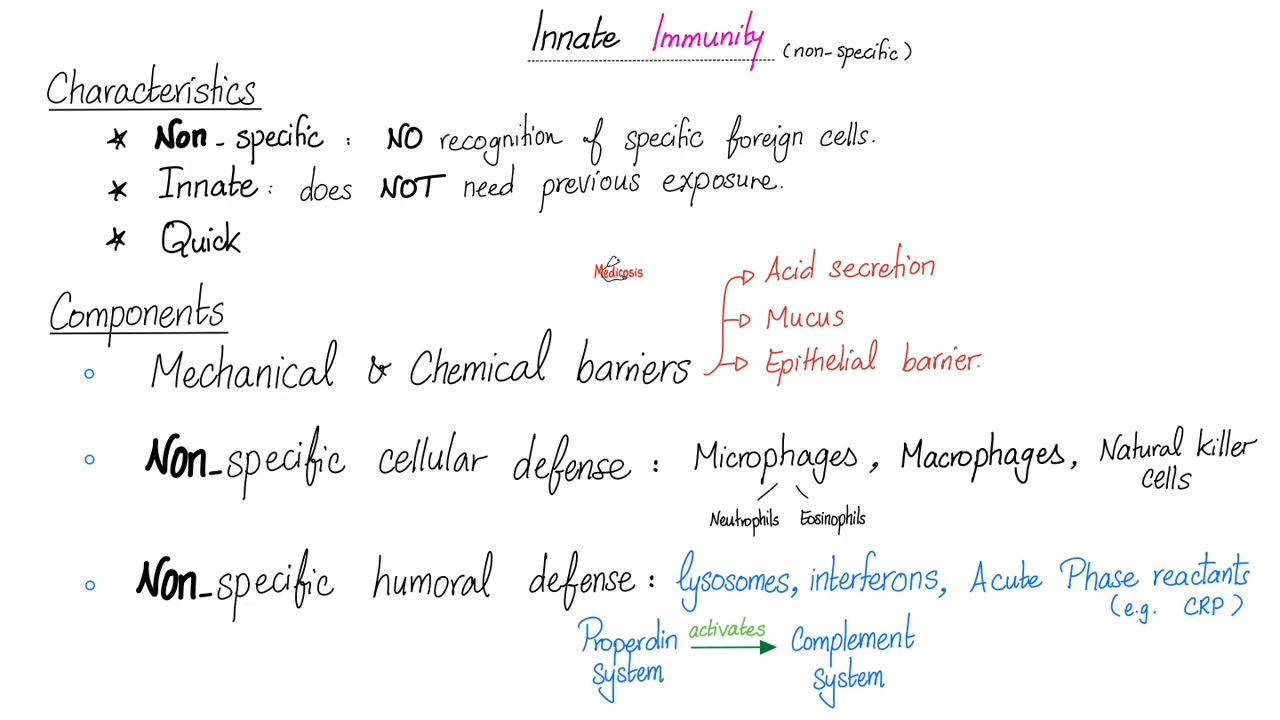 Innate Immunity (non-specific)
Characteristics
Non-specific: NO recognition of specific foreign cells.
Innate: does NOT need previous exposure.
Quick
Medicosis
Components
Mechanical & Chemical barriers
Acid secretion
Mucus
Epithelial barrier.
Non-specific cellular defense: Microphages, Macrophages, Natural killer
cells
Neutrophils Eosinophils
Non-specific humoral defense: lysosomes, interferons, Acute Phase reactants
(e.g. CRP)
Properdin activates Complement
system system